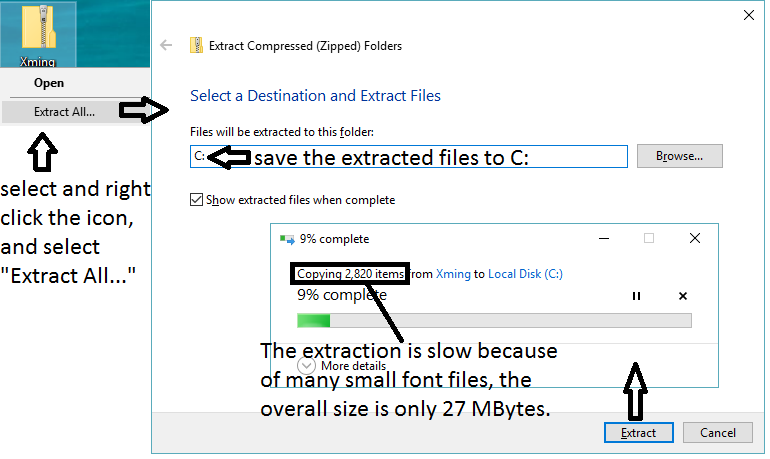 Xming
Open
Extract All...
select and right
click the icon,
and select
"Extract All..."
Extract Compressed (Zipped) Folders
Select a Destination and Extract Files
Files will be extracted to this folder:
C:
save the extracted files to C:
Browse...
Show extracted files when complete
9% complete
Copying 2,820 items from Xming to Local Disk (C:)
9% complete
The extraction is slow because
More details
of many small font files, the
overall size is only 27 MBytes.
Extract
Cancel